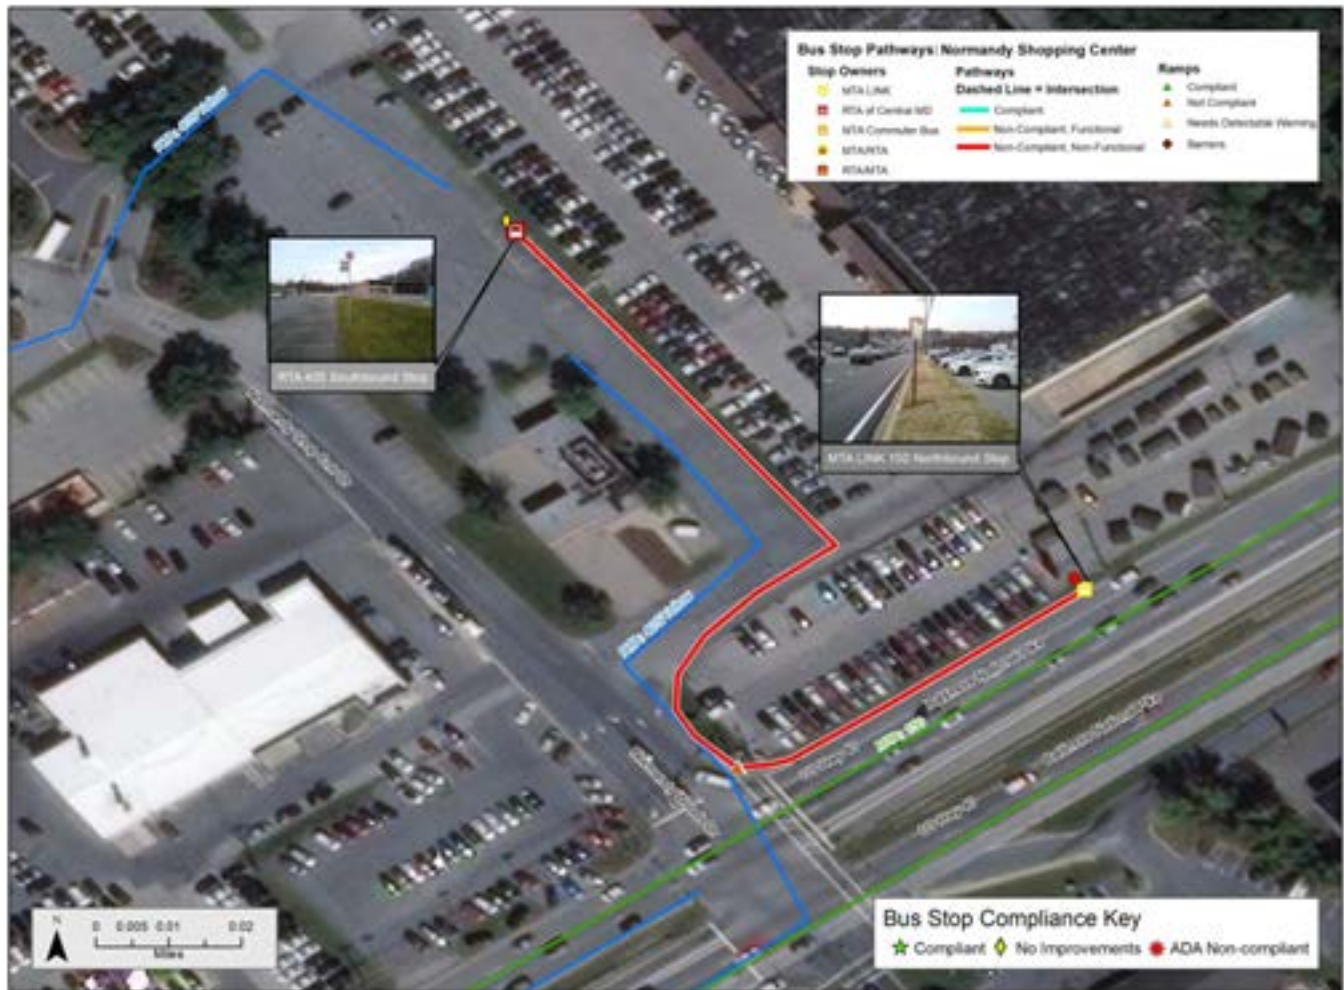 Bus Stop Pathways: Normandy Shopping Center
Stop Owners
MTA LINK
RTA of Central MD
MTA Commuter Bus
MTA/RTA
RTA/MTA
Pathways
Dashed Line = Intersection
Compliant
Non-Compliant, Functional
Non-Compliant, Non-Functional
Ramps
Compliant
Not Compliant
Needs Detectable Warning
Barriers
RTA 405 Southbound Stop
MTA LINK 150 Northbound Stop
N
0 0.005 0.01 0.02
Miles
Bus Stop Compliance Key
Compliant No Improvements ADA Non-compliant